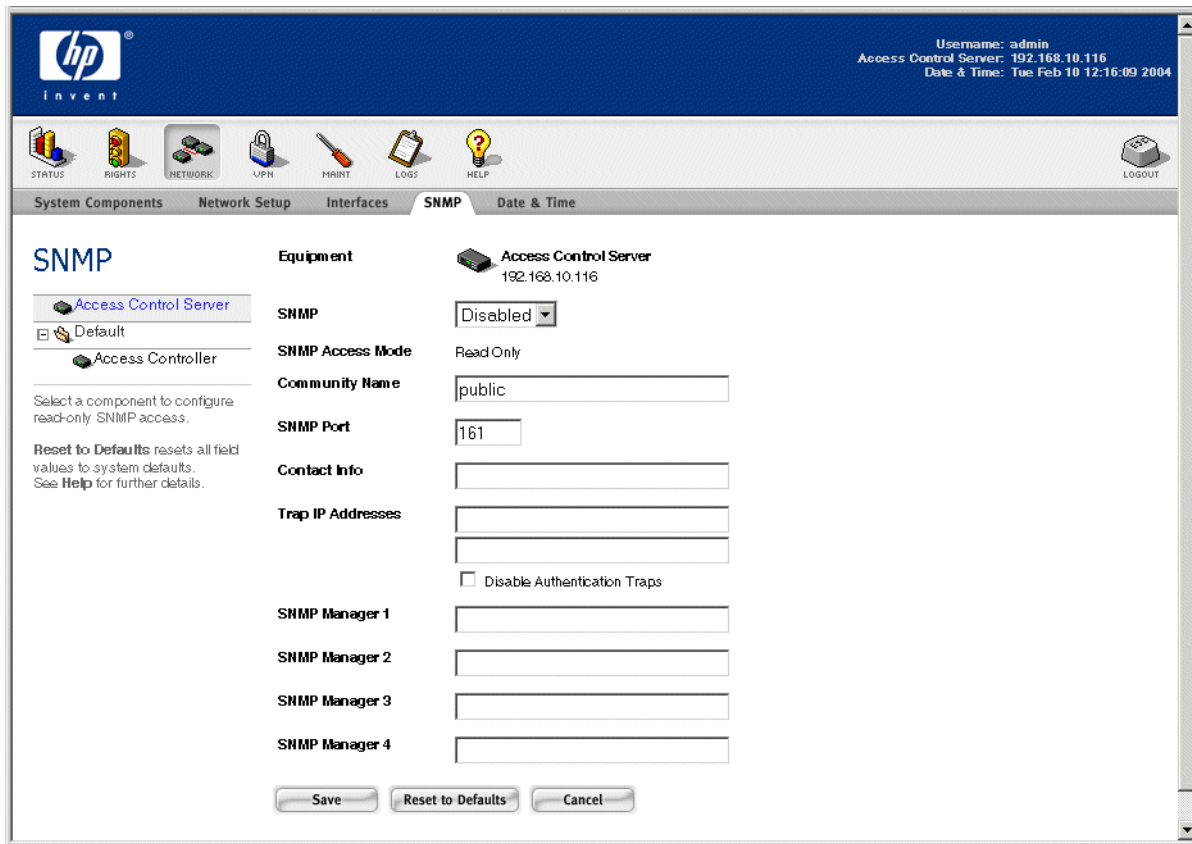 hp
®
invent
Username: admin
Access Control Server: 192.168.10.116
Date & Time: Tue Feb 10 12:16:09 2004
STATUS RIGHTS NETWORK VPN MAINT LOGS HELP LOGOUT
System Components Network Setup Interfaces SNMP Date & Time
SNMP
Access Control Server
Default
Access Controller
Select a component to configure
read-only SNMP access.
Reset to Defaults resets all field
values to system defaults.
See Help for further details.
Equipment Access Control Server
192.168.10.116
SNMP Disabled
SNMP Access Mode Read Only
Community Name public
SNMP Port 161
Contact Info
Trap IP Addresses
Disable Authentication Traps
SNMP Manager 1
SNMP Manager 2
SNMP Manager 3
SNMP Manager 4
Save Reset to Defaults Cancel